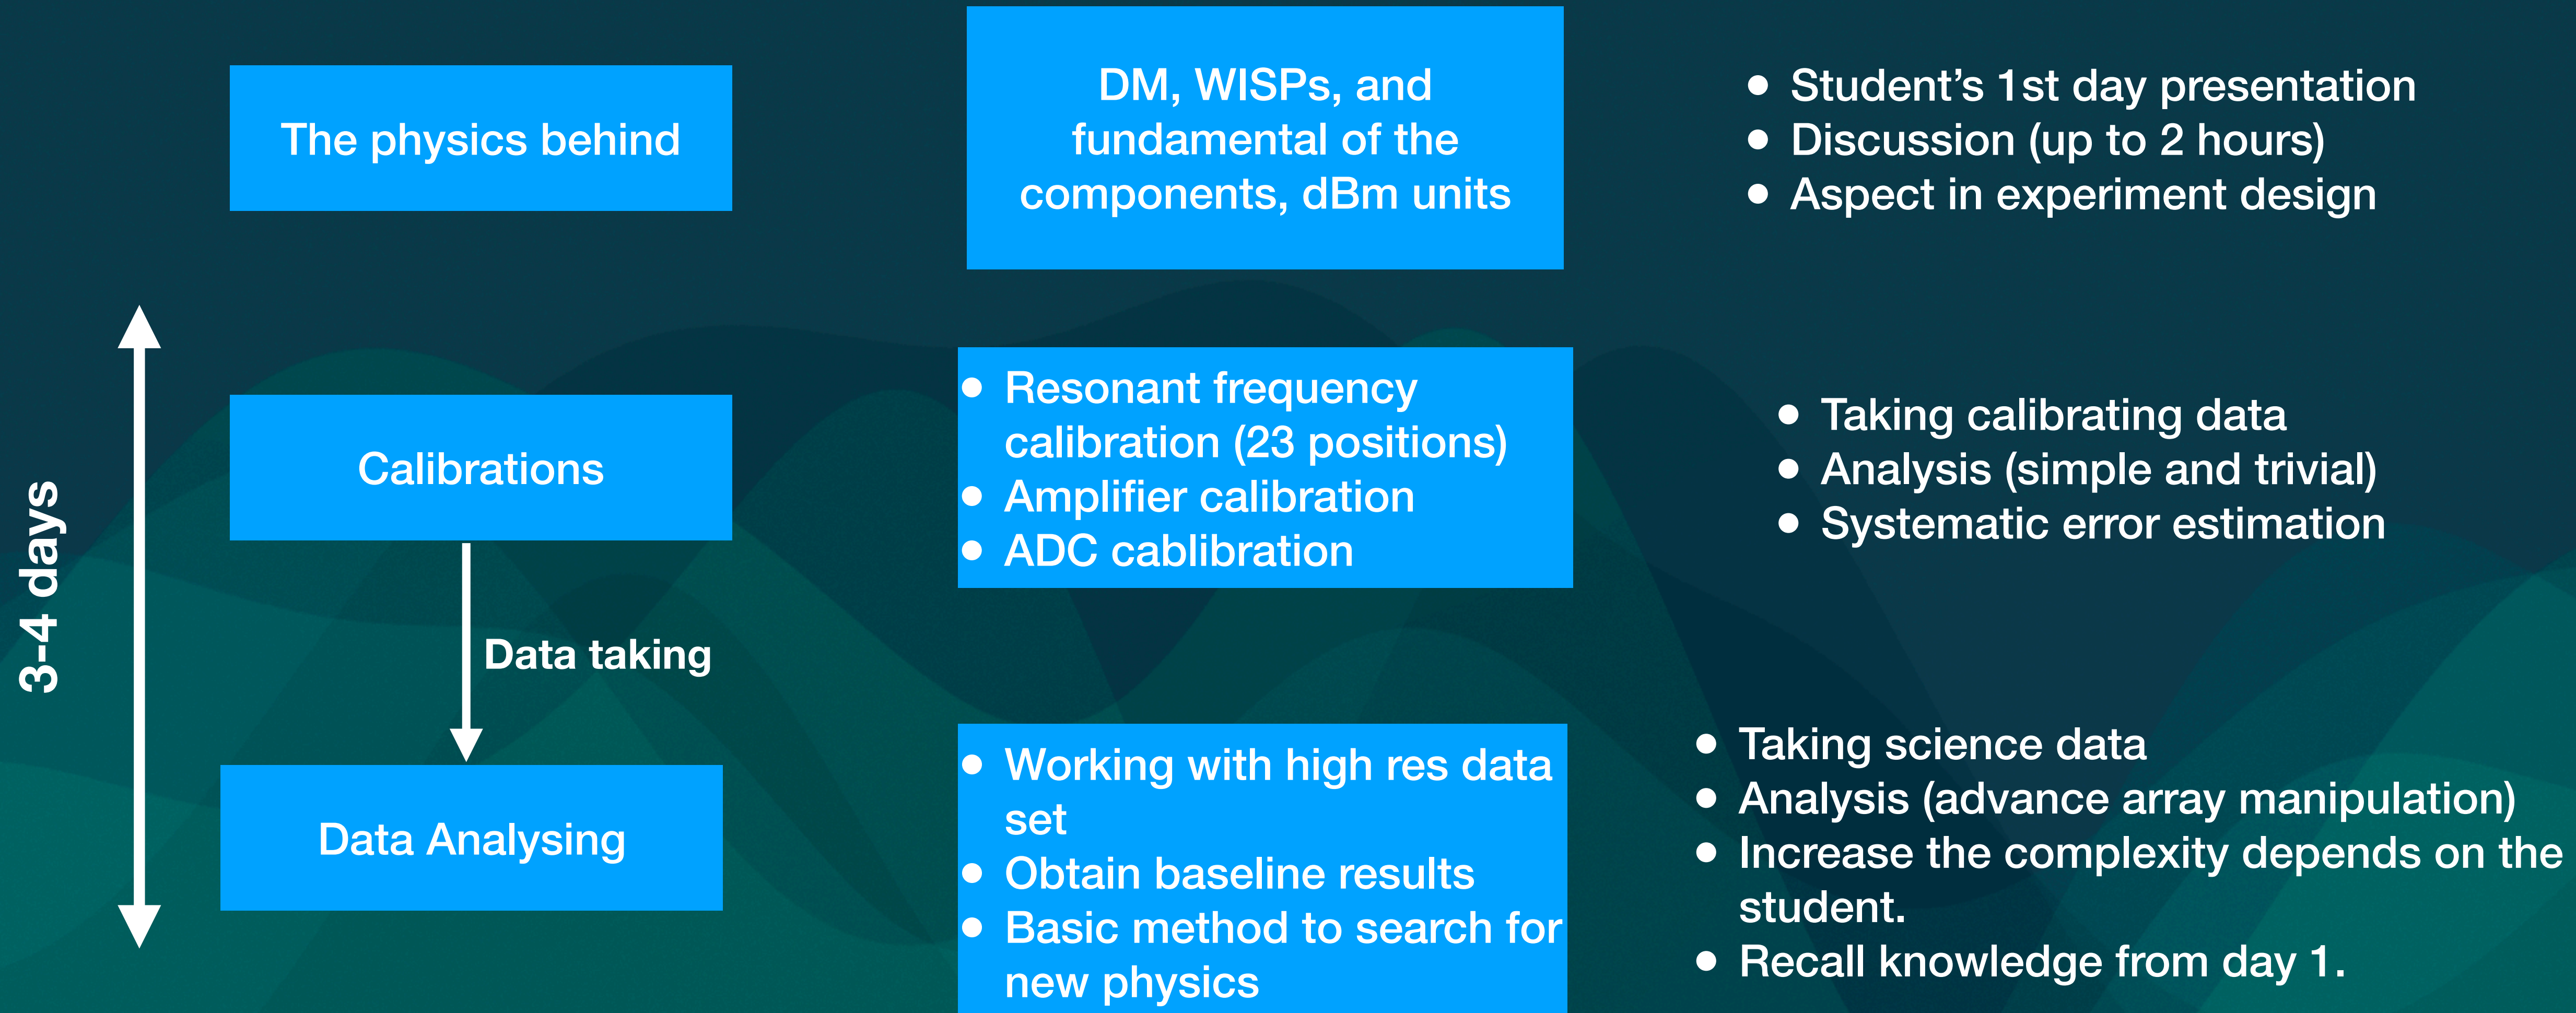 The physics behind
DM, WISPs, and
fundamental of the
components, dBm units
● Student’s 1st day presentation
● Discussion (up to 2 hours)
● Aspect in experiment design
3-4 days
Calibrations
● Resonant frequency
calibration (23 positions)
● Amplifier calibration
● ADC cablibration
● Taking calibrating data
● Analysis (simple and trivial)
● Systematic error estimation
Data taking
Data Analysing
● Working with high res data
set
● Obtain baseline results
● Basic method to search for
new physics
● Taking science data
● Analysis (advance array manipulation)
● Increase the complexity depends on the
student.
● Recall knowledge from day 1.